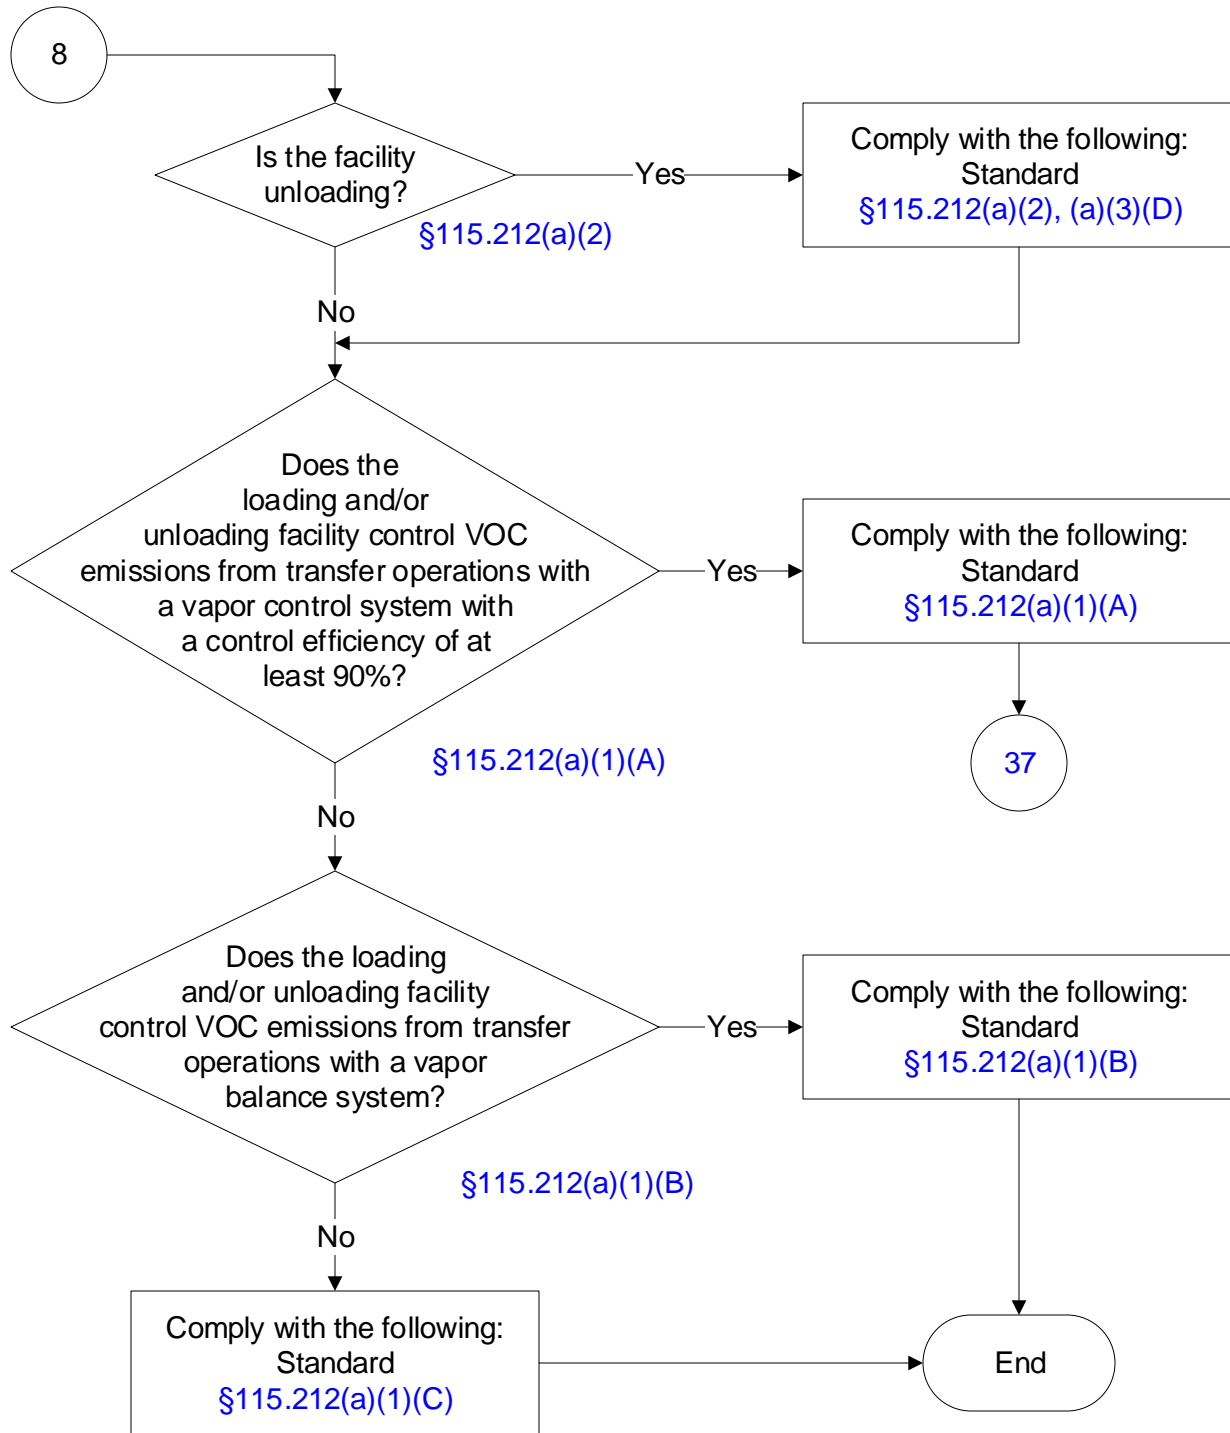 8
Is the facility
unloading?
Yes
Comply with the following:
Standard
§115.212(a)(2), (a)(3)(D)
§115.212(a)(2)
No
Does the
loading and/or
unloading facility control VOC
emissions from transfer operations with
a vapor control system with
a control efficiency of at
least 90%?
Yes
Comply with the following:
Standard
§115.212(a)(1)(A)
§115.212(a)(1)(A)
37
No
Does the loading
and/or unloading facility
control VOC emissions from transfer
operations with a vapor
balance system?
Yes
Comply with the following:
Standard
§115.212(a)(1)(B)
§115.212(a)(1)(B)
No
Comply with the following:
Standard
§115.212(a)(1)(C)
End